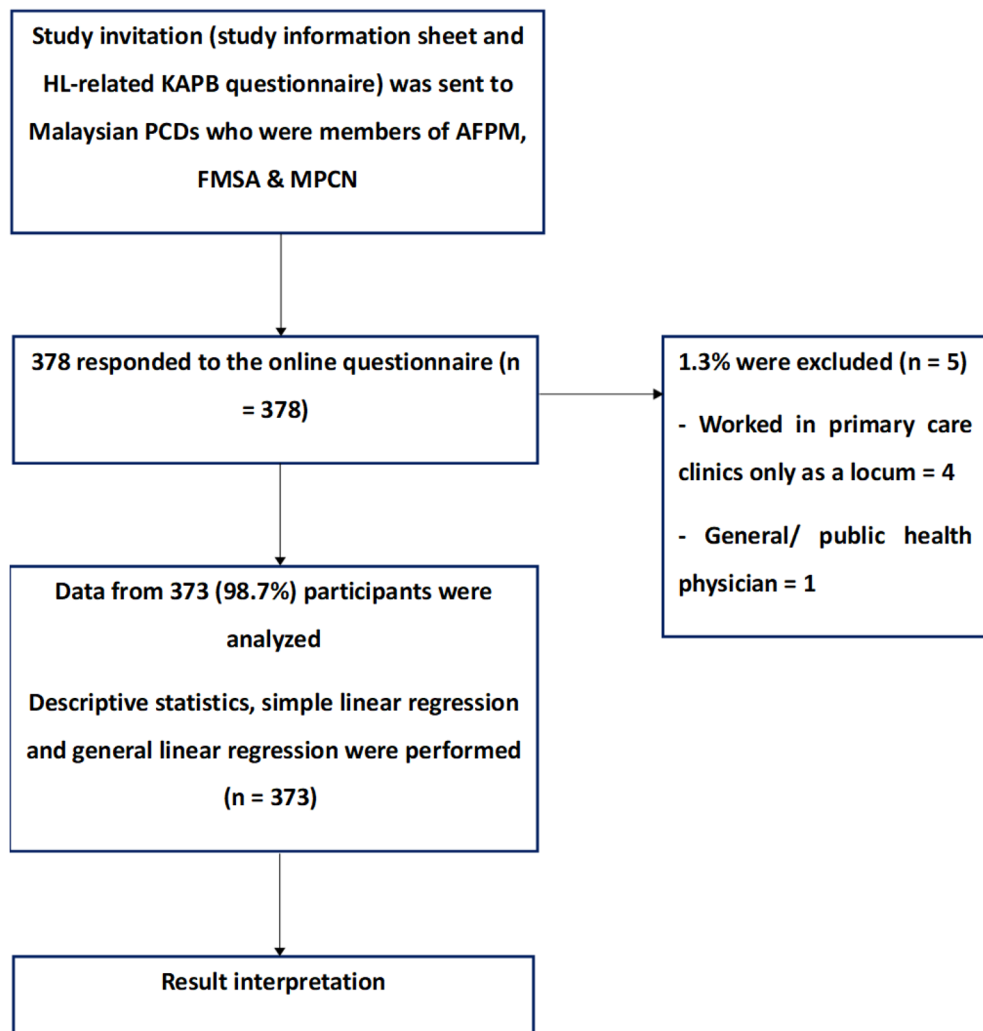 Study invitation (study information sheet and
HL-related KAPB questionnaire) was sent to
Malaysian PCDs who were members of AFPM,
FMSA & MPCN
378 responded to the online questionnaire (n
= 378)
1.3% were excluded (n = 5)
- Worked in primary care
clinics only as a locum = 4
- General/ public health
physician = 1
Data from 373 (98.7%) participants were
analyzed
Descriptive statistics, simple linear regression
and general linear regression were performed
(n = 373)
Result interpretation